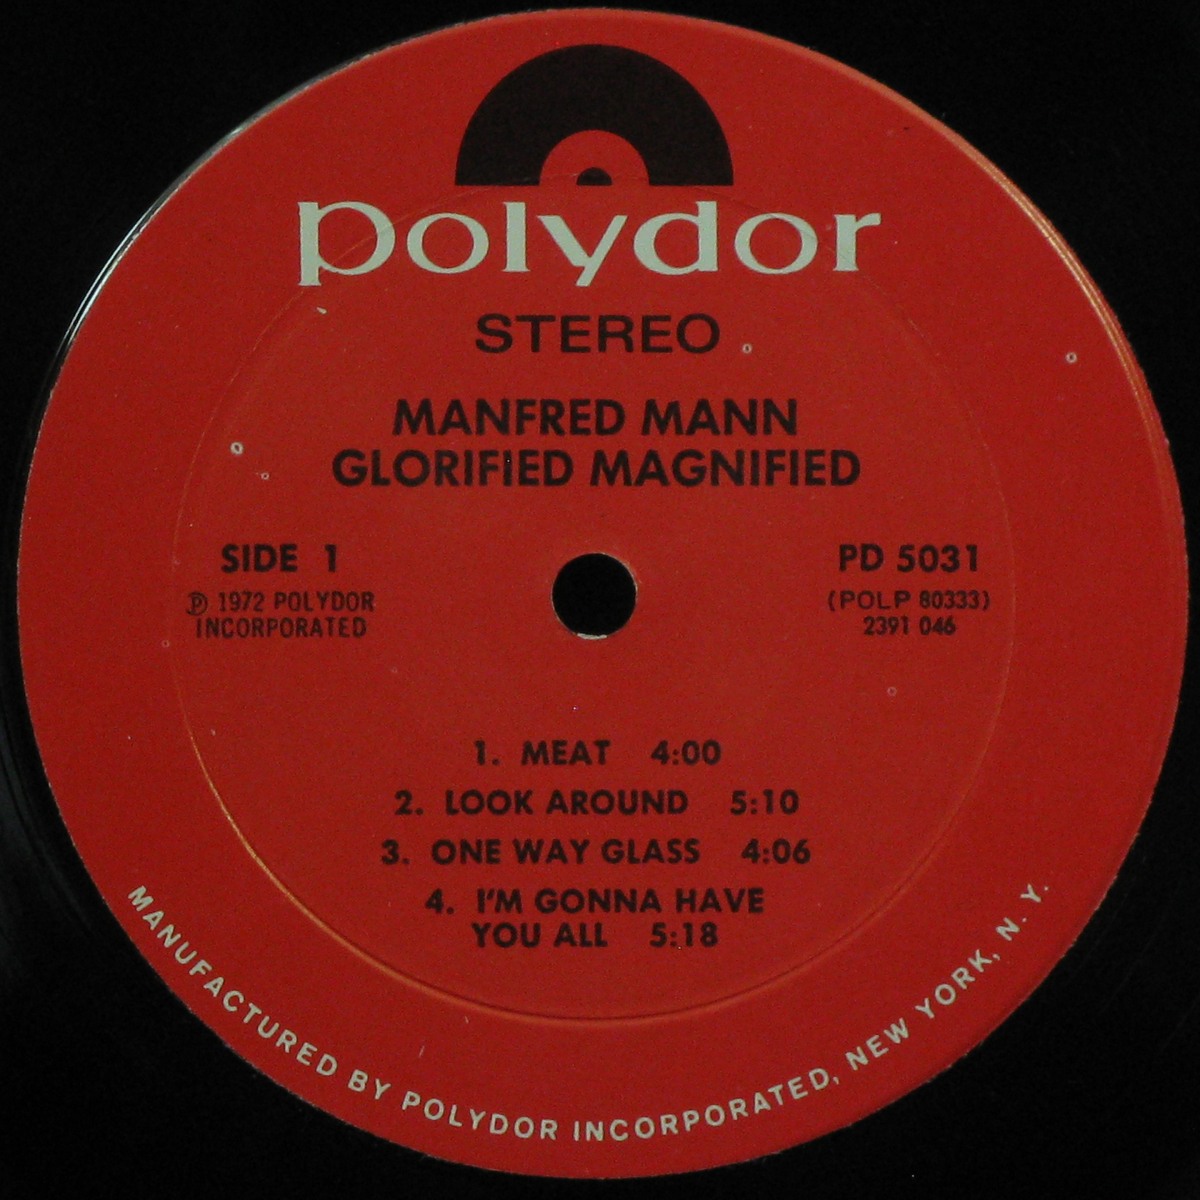 polydor
STEREO
MANFRED MANN
GLORIFIED MAGNIFIED
SIDE 1
℗ 1972 POLYDOR
INCORPORATED
PD 5031
(POLP 80333)
2391 046
1. MEAT 4:00
2. LOOK AROUND 5:10
3. ONE WAY GLASS 4:06
4. I'M GONNA HAVE
YOU ALL 5:18
MANUFACTURED BY POLYDOR INCORPORATED, NEW YORK, N. Y.